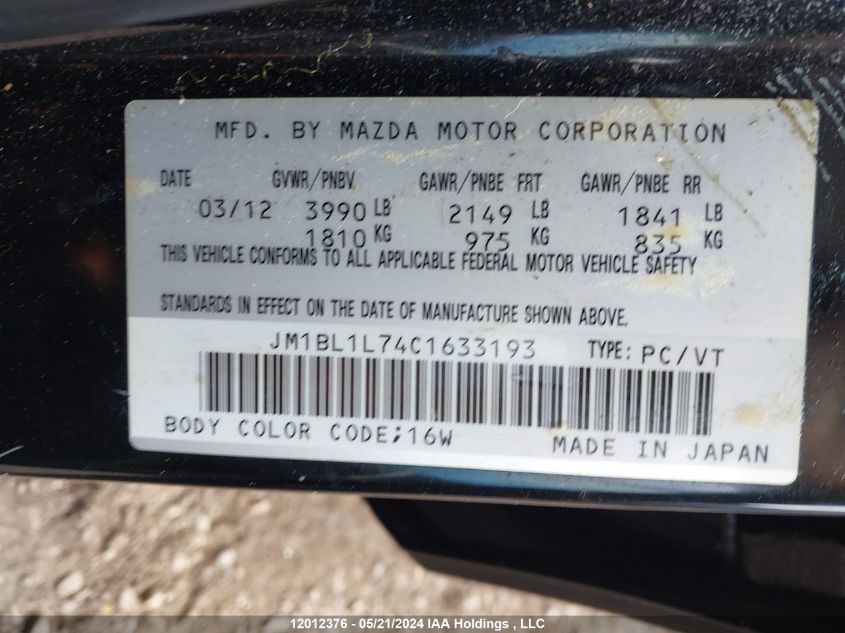 MFD. BY MAZDA MOTOR CORPORATION
DATE GVWR/PNBV GAWR/PNBE FRT GAWR/PNBE RR
03/12 3990 LB 2149 LB 1841 LB
1810 KG 975 KG 835 KG
THIS VEHICLE CONFORMS TO ALL APPLICABLE FEDERAL MOTOR VEHICLE SAFETY
STANDARDS IN EFFECT ON THE DATE OF MANUFACTURE SHOWN ABOVE.
JM1BL1L74C1633193 TYPE: PC/VT
BODY COLOR CODE;16W MADE IN JAPAN
12012376 - 05/21/2024 IAA Holdings , LLC